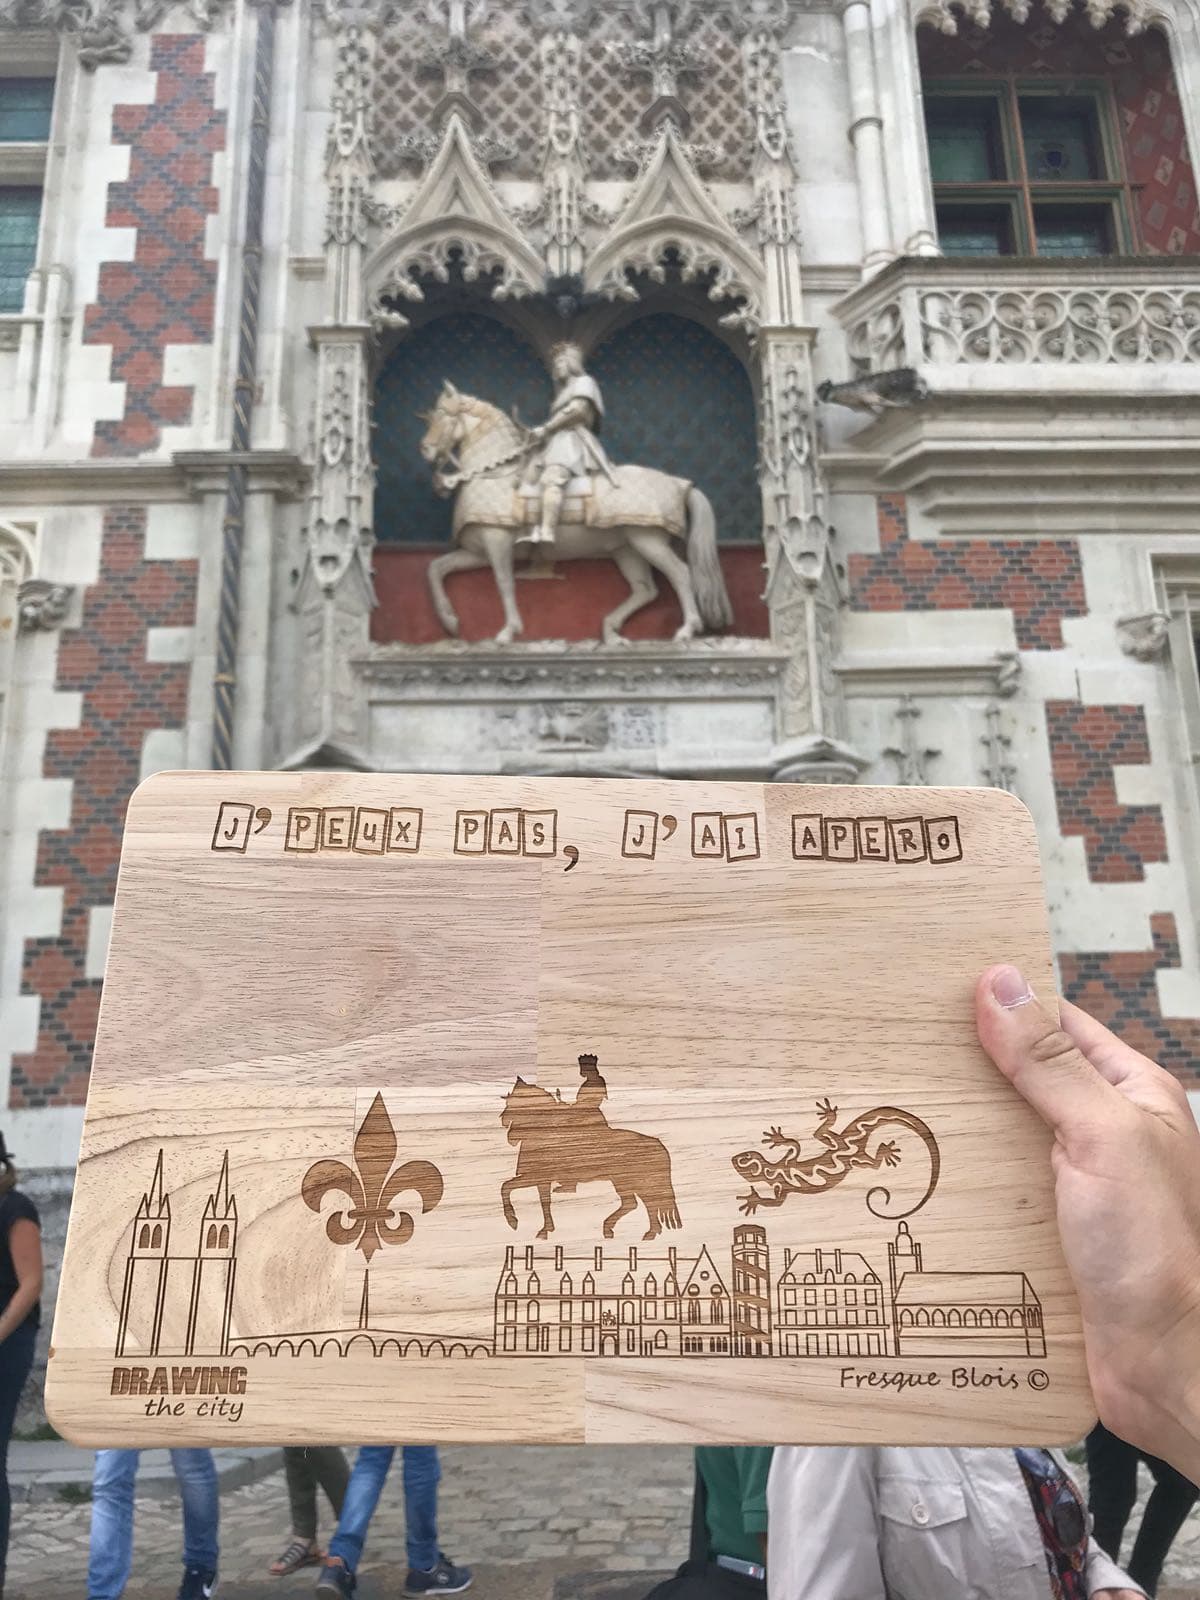 J'PEUX PAS, J'AI APERO
DRAWING
the city
Fresque Blois ©